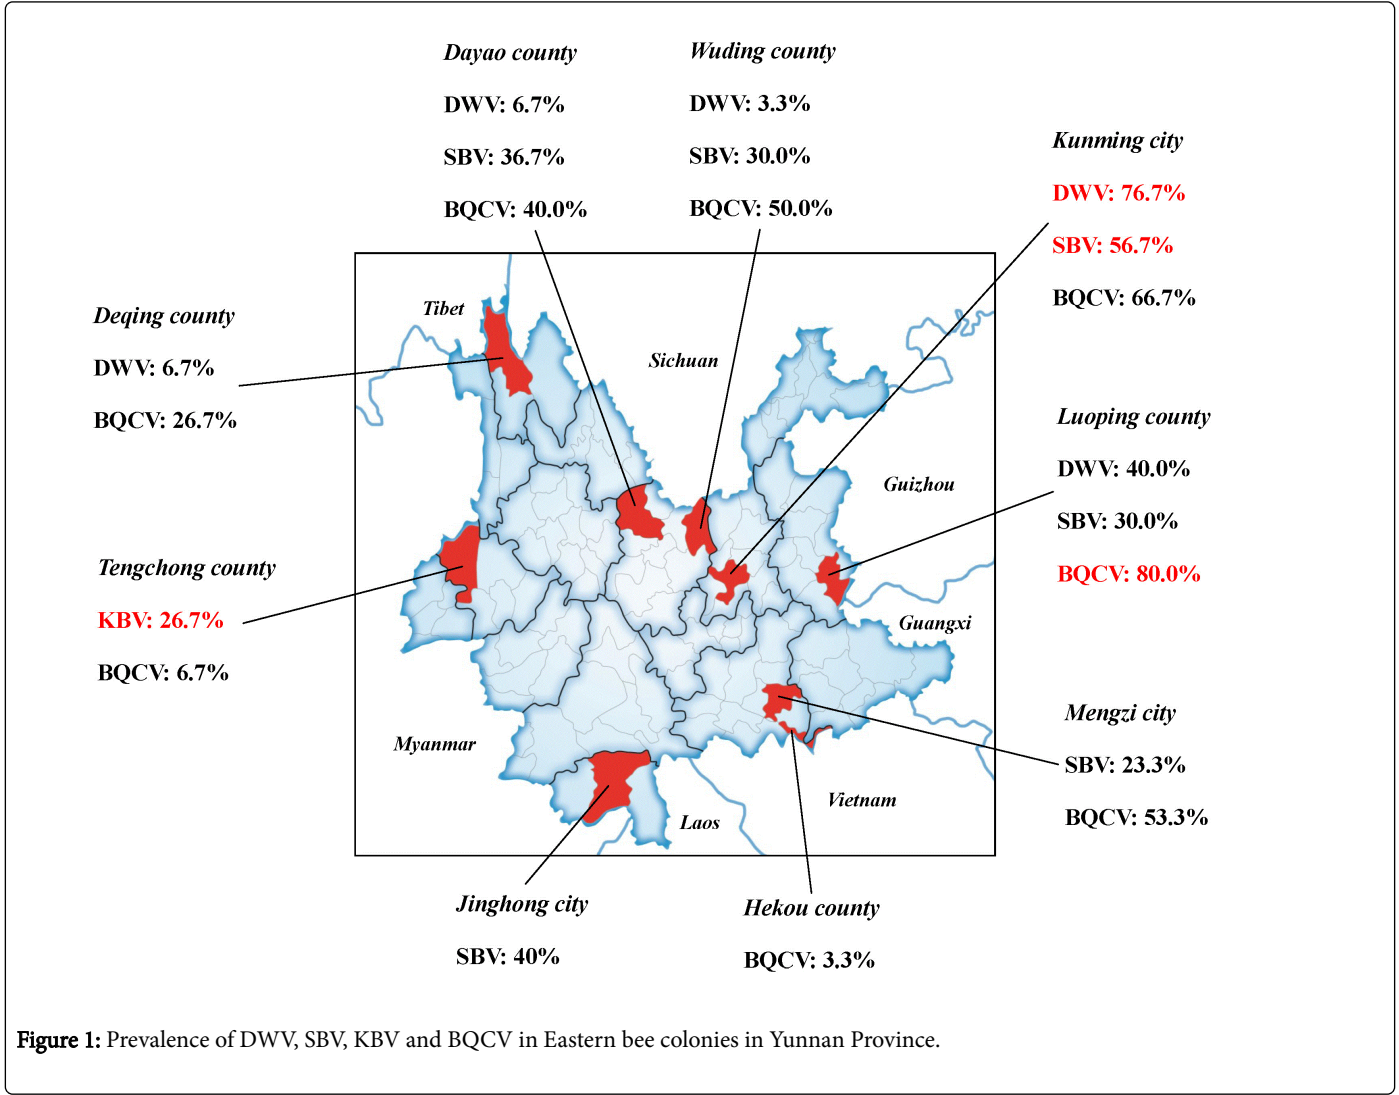 Dayao county
DWV: 6.7%
SBV: 36.7%
BQCV: 40.0%
Wuding county
DWV: 3.3%
SBV: 30.0%
BQCV: 50.0%
Kunming city
DWV: 76.7%
SBV: 56.7%
BQCV: 66.7%
Deqing county
DWV: 6.7%
BQCV: 26.7%
Tibet
Sichuan
Luoping county
DWV: 40.0%
SBV: 30.0%
BQCV: 80.0%
Guizhou
Tengchong county
KBV: 26.7%
BQCV: 6.7%
Guangxi
Mengzi city
SBV: 23.3%
BQCV: 53.3%
Myanmar
Vietnam
Laos
Jinghong city
SBV: 40%
Hekou county
BQCV: 3.3%
Figure 1: Prevalence of DWV, SBV, KBV and BQCV in Eastern bee colonies in Yunnan Province.